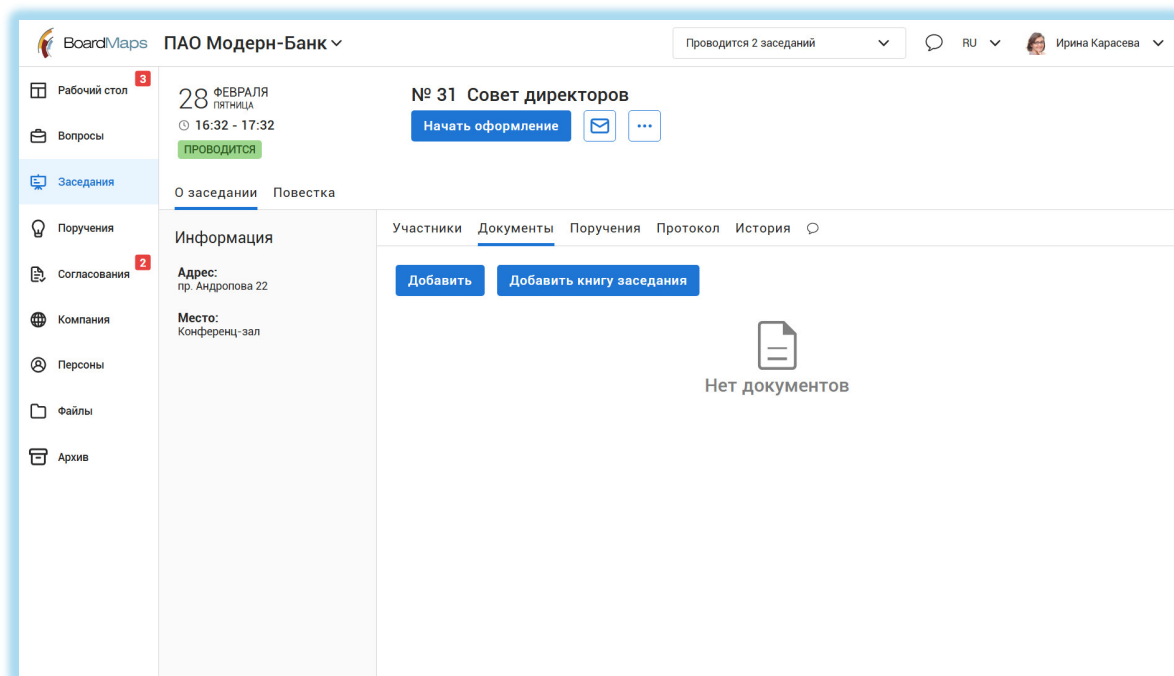 BoardMaps
ПАО Модерн-Банк
Проводится 2 заседаний
RU
Ирина Карасева
Рабочий стол
3
Вопросы
Заседания
Поручения
Согласования
2
Компания
Персоны
Файлы
Архив
28 ФЕВРАЛЯ
ПЯТНИЦА
16:32 - 17:32
ПРОВОДИТСЯ
№ 31 Совет директоров
Начать оформление
О заседании Повестка
Информация
Адрес:
пр. Андропова 22
Место:
Конференц-зал
Участники Документы Поручения Протокол История
Добавить Добавить книгу заседания
Нет документов